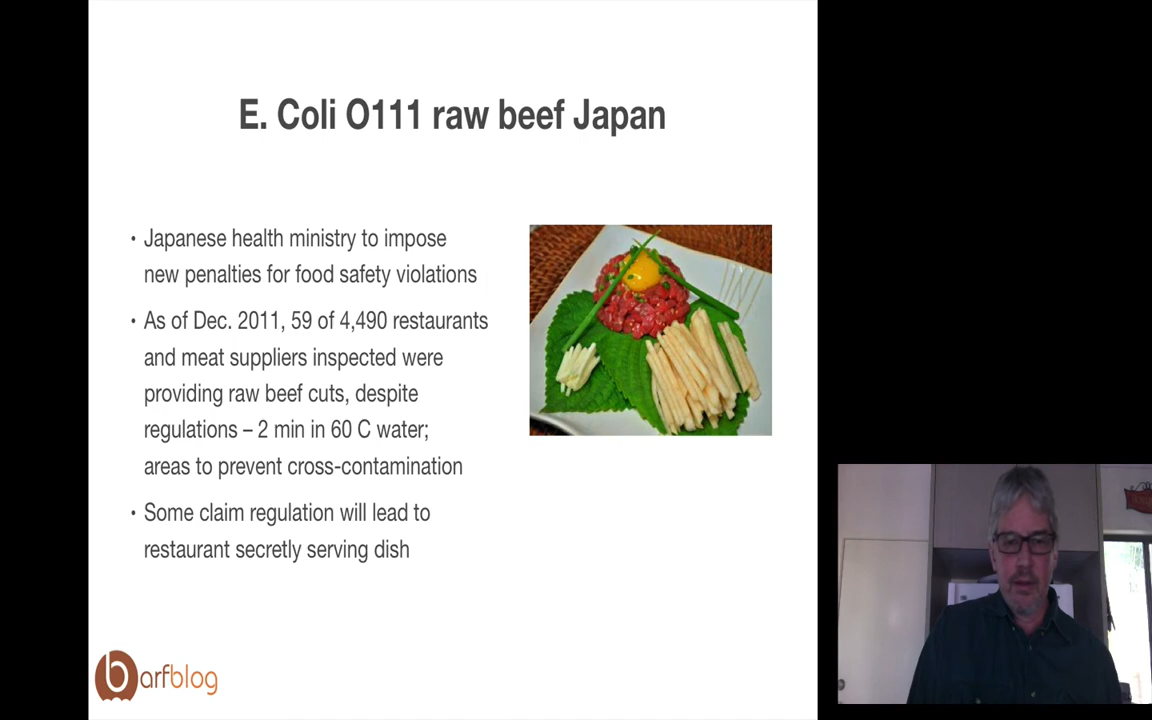 E. Coli O111 raw beef Japan
• Japanese health ministry to impose
new penalties for food safety violations
• As of Dec. 2011, 59 of 4,490 restaurants
and meat suppliers inspected were
providing raw beef cuts, despite
regulations – 2 min in 60 C water;
areas to prevent cross-contamination
• Some claim regulation will lead to
restaurant secretly serving dish
barfblog